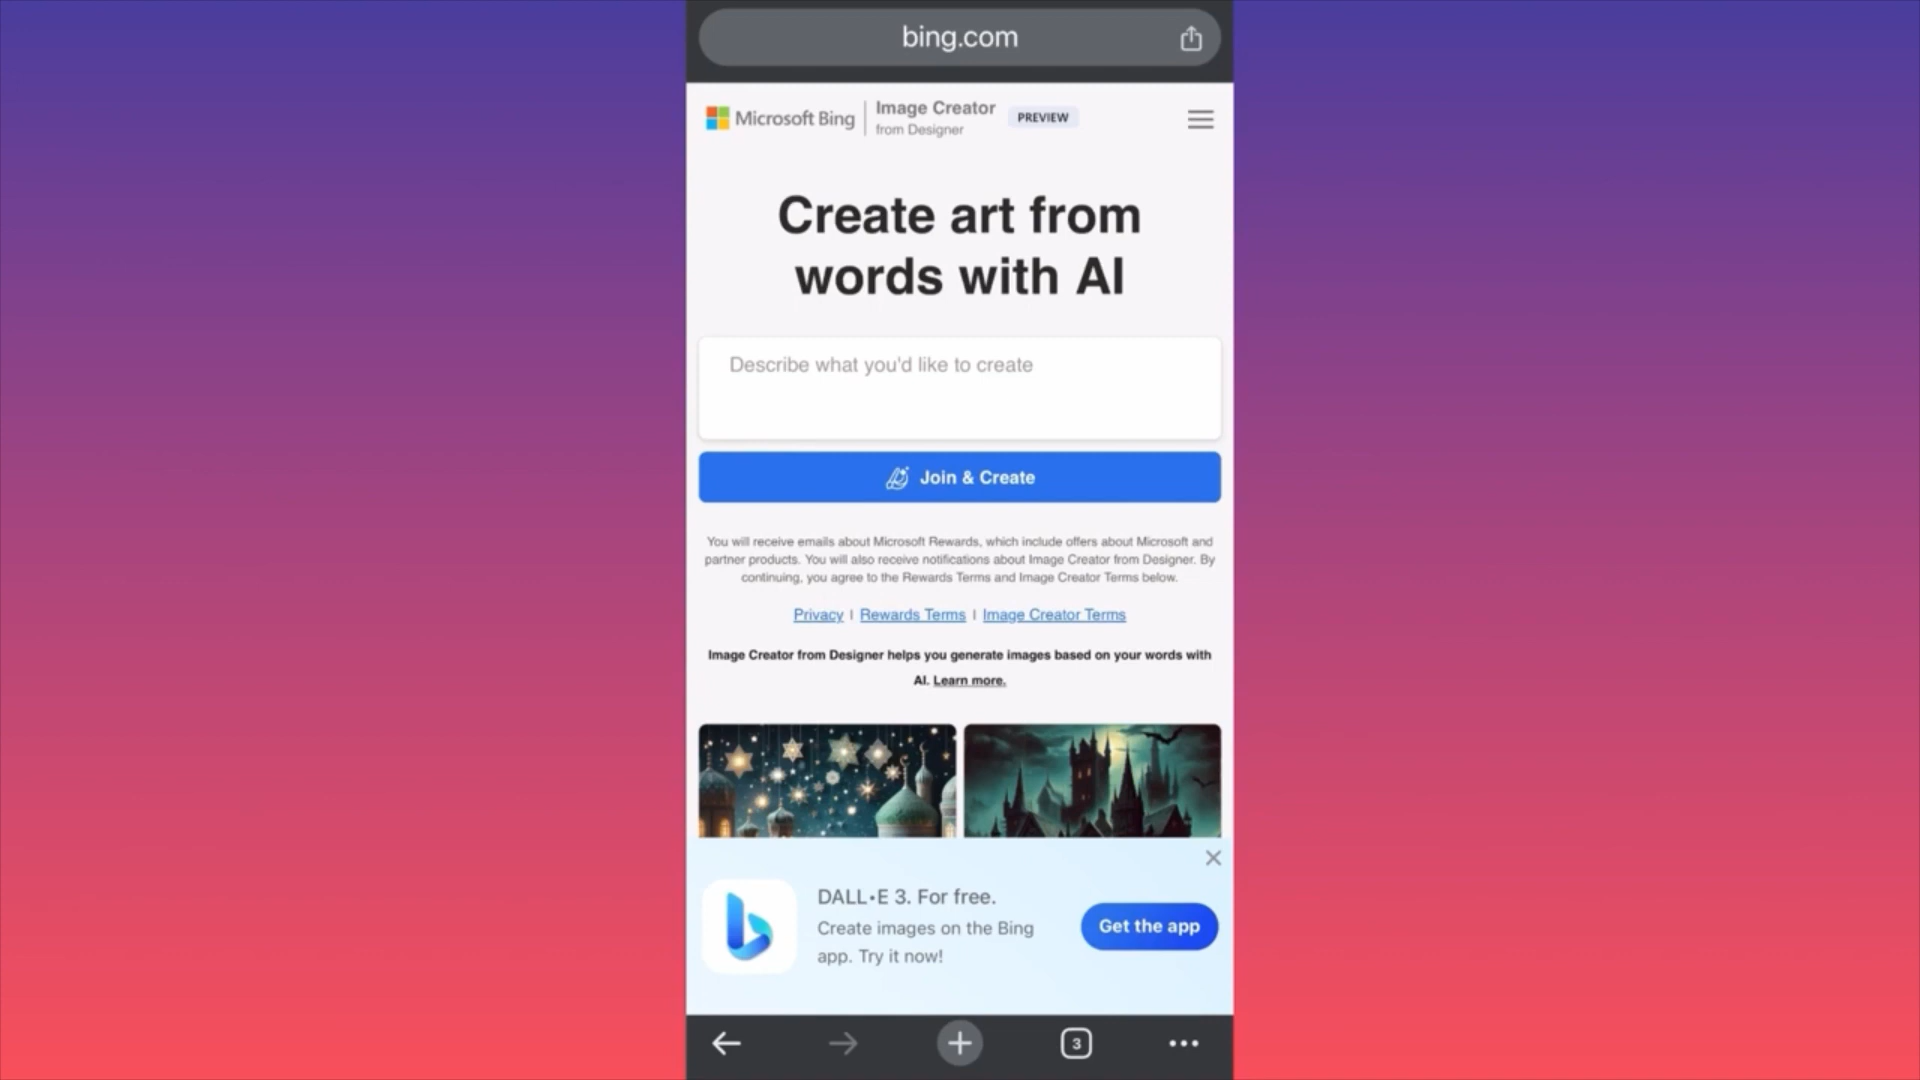 bing.com
Microsoft Bing
Image Creator
from Designer
PREVIEW
Create art from
words with AI
Describe what you'd like to create
Join & Create
You will receive emails about Microsoft Rewards, which include offers about Microsoft and
partner products. You will also receive notifications about Image Creator from Designer. By
continuing, you agree to the Rewards Terms and Image Creator Terms below.
Privacy | Rewards Terms | Image Creator Terms
Image Creator from Designer helps you generate images based on your words with
AI. Learn more.
DALL•E 3. For free.
Create images on the Bing
app. Try it now!
Get the app
3